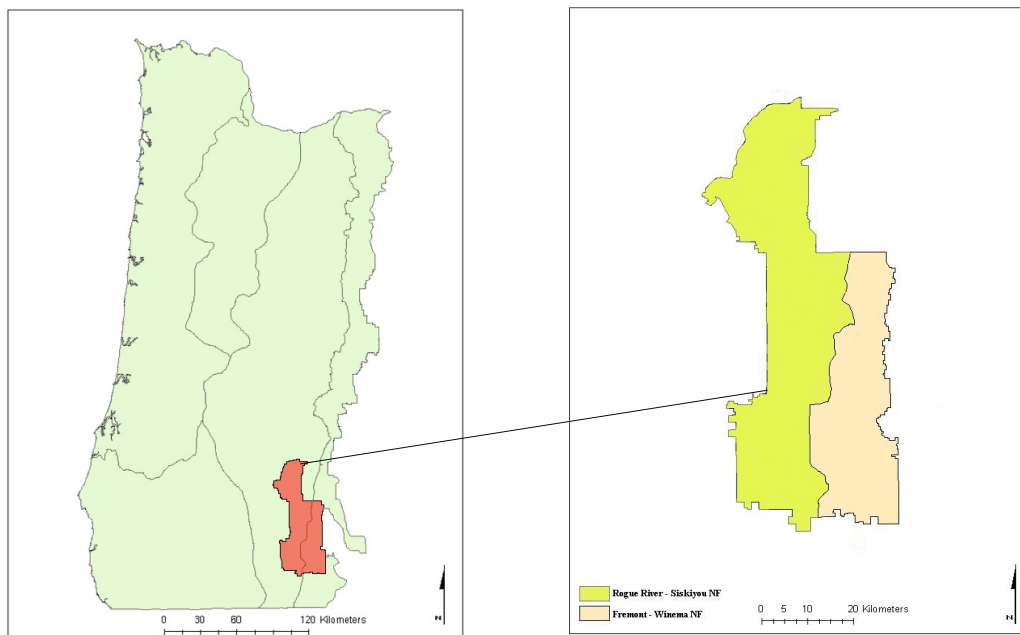 0 30 60 120 Kilometers
N
Rogue River - Siskiyou NF
Fremont - Winema NF
0 5 10 20 Kilometers
N